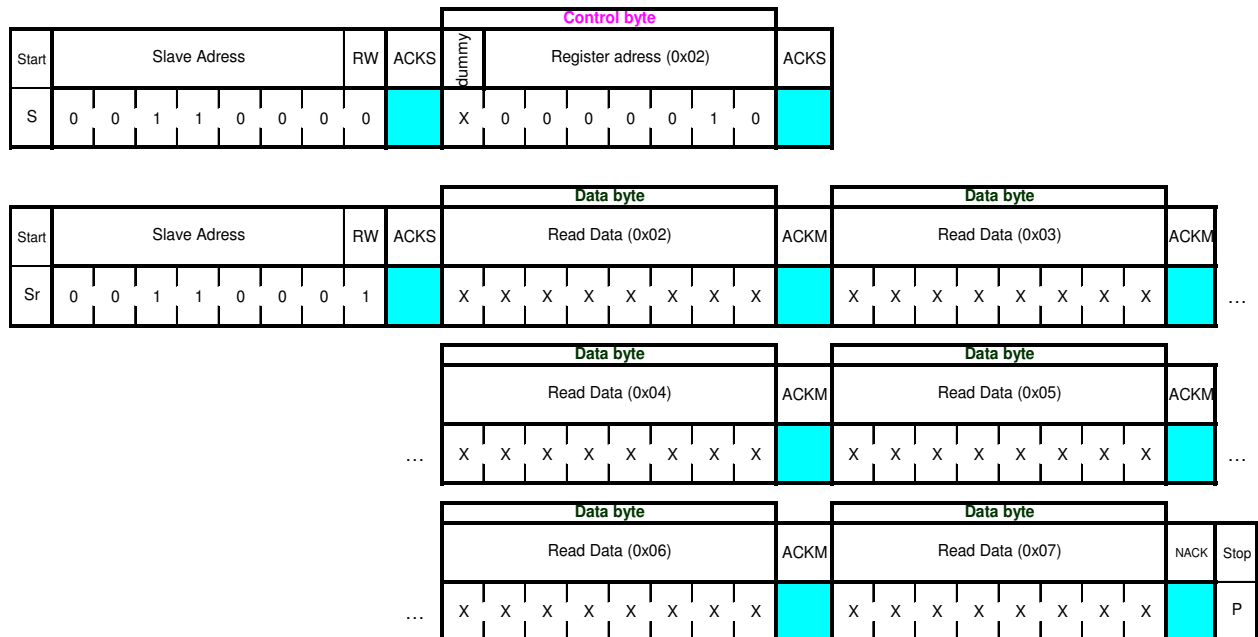 Control byte
Start Slave Adress RW ACKS dummy Register adress (0x02) ACKS
S 0 0 1 1 0 0 0 0 X 0 0 0 0 0 1 0
Data byte Data byte
Start Slave Adress RW ACKS Read Data (0x02) ACKM Read Data (0x03) ACKM
Sr 0 0 1 1 0 0 0 1 X X X X X X X X X X X X X X X X …
Data byte Data byte
Read Data (0x04) ACKM Read Data (0x05) ACKM
… X X X X X X X X X X X X X X X X …
Data byte Data byte
Read Data (0x06) ACKM Read Data (0x07) NACK Stop
… X X X X X X X X X X X X X X X X P